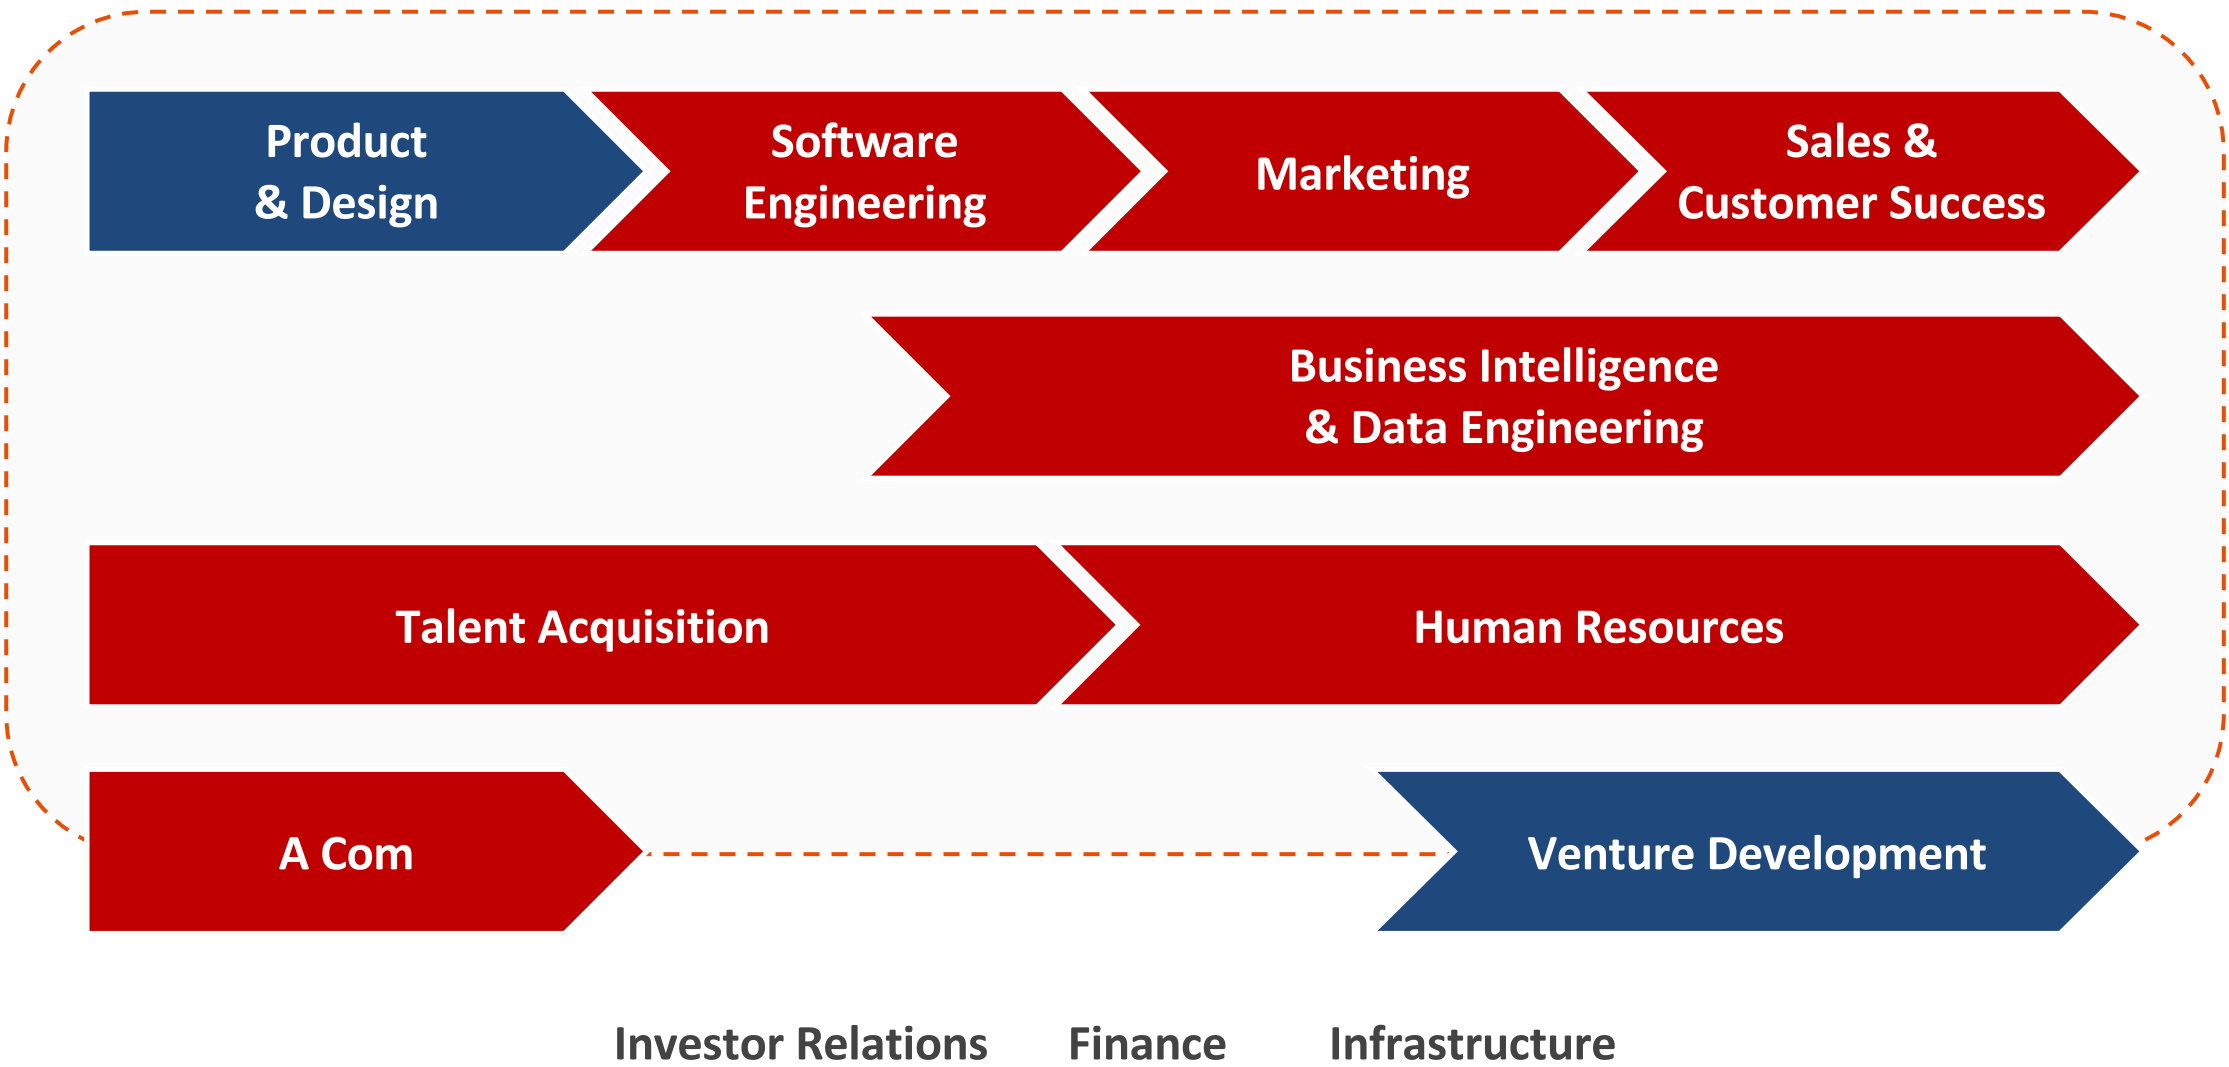 Product
& Design
Software
Engineering
Marketing
Sales &
Customer Success
Business Intelligence
& Data Engineering
Talent Acquisition
Human Resources
A Com
Venture Development
Investor Relations
Finance
Infrastructure